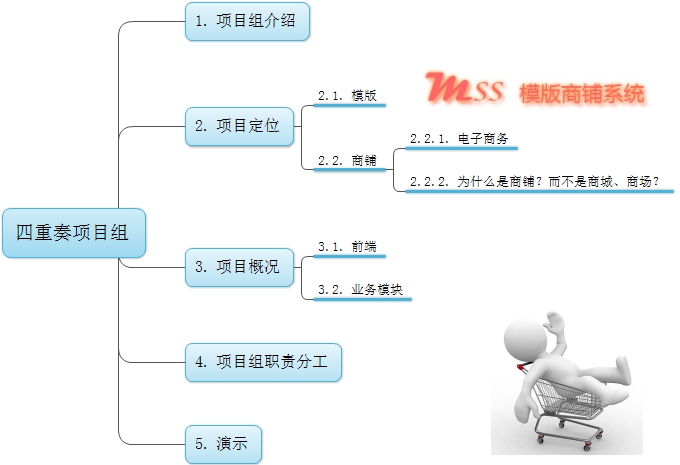 1. 项目组介绍
2.1. 模版
mss 模版商铺系统
2. 项目定位
2.2.1. 电子商务
2.2. 商铺
2.2.2. 为什么是商铺？而不是商城、商场？
四重奏项目组
3.1. 前端
3. 项目概况
3.2. 业务模块
4. 项目组职责分工
5. 演示